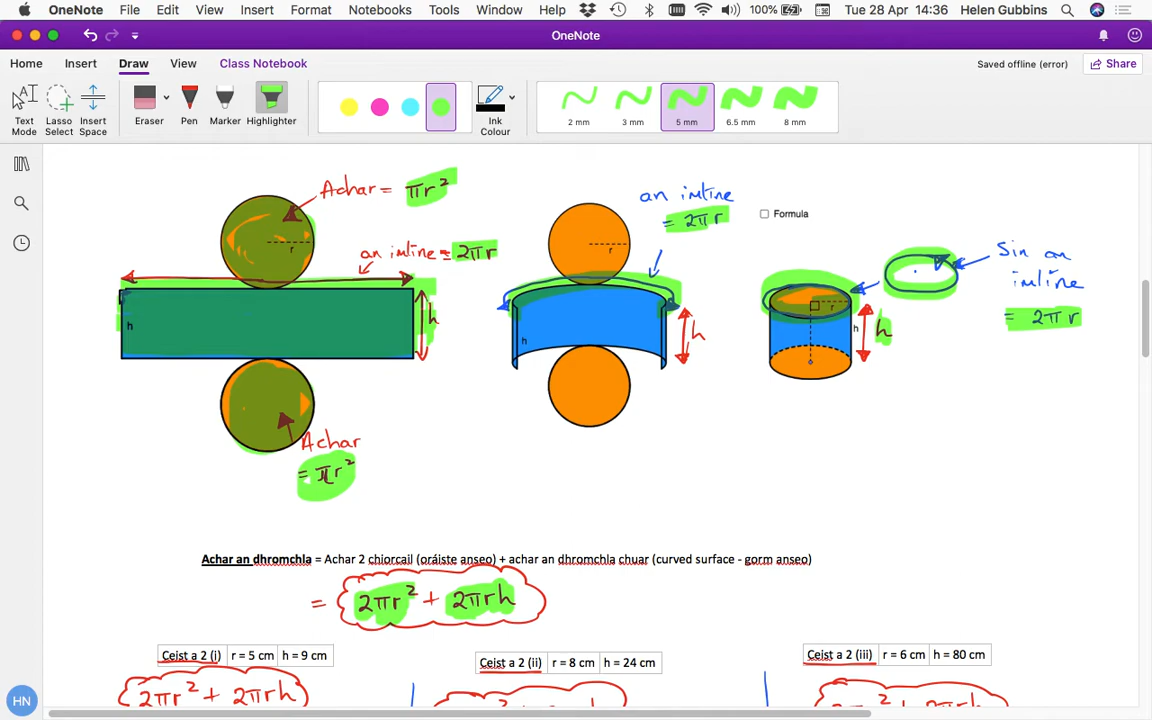 OneNote File Edit View Insert Format Notebooks Tools Window Help 100% Tue 28 Apr 14:36 Helen Gubbins
OneNote
Home Insert Draw View Class Notebook Saved offline (error) Share
Text Mode Lasso Select Insert Space Eraser Pen Marker Highlighter Ink Colour 2 mm 3 mm 5 mm 6.5 mm 8 mm
Achar = πr²
an imlíne = 2πr
r
h
h
Achar
= πr²
an imlíne
= 2πr
r
h
h
Formula
Sin an
imlíne
= 2πr
r
h
h
Achar an dhromchla = Achar 2 chiorcail (oráiste anseo) + achar an dhromchla chuar (curved surface - gorm anseo)
= 2πr² + 2πrh
Ceist a 2 (i) r = 5 cm h = 9 cm
Ceist a 2 (ii) r = 8 cm h = 24 cm
Ceist a 2 (iii) r = 6 cm h = 80 cm
2πr² + 2πrh
HN